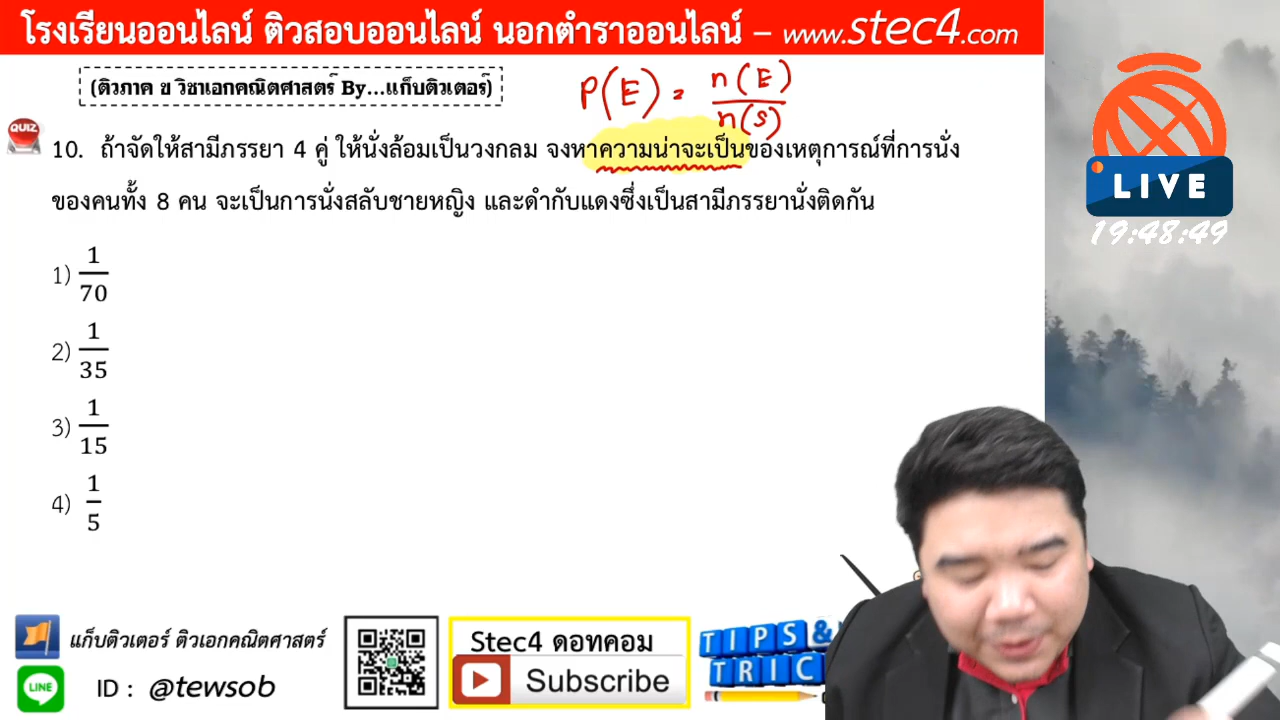 โรงเรียนออนไลน์ ติวสอบออนไลน์ นอกตำราออนไลน์ – www.stec4.com
(ติวภาค ข วิชาเอกคณิตศาสตร์ By...แก๊บติวเตอร์)
P(E) = n(E)/n(S)
QUIZ
10. ถ้าจัดให้สามีภรรยา 4 คู่ ให้นั่งล้อมเป็นวงกลม จงหาความน่าจะเป็นของเหตุการณ์ที่การนั่ง
ของคนทั้ง 8 คน จะเป็นการนั่งสลับชายหญิง และดำกับแดงซึ่งเป็นสามีภรรยานั่งติดกัน
1) 1/70
2) 1/35
3) 1/15
4) 1/5
LIVE
19:48:49
แก๊บติวเตอร์ ติวเอกคณิตศาสตร์
LINE
ID : @tewsob
Stec4 ดอทคอม
Subscribe
TIPS &